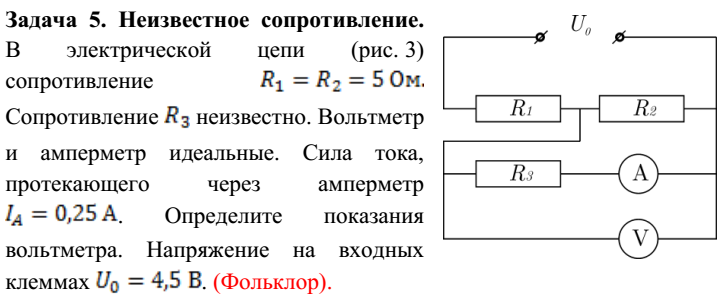 Задача 5. Неизвестное сопротивление.
В электрической цепи (рис. 3)
сопротивление R₁ = R₂ = 5 Ом.
Сопротивление R₃ неизвестно. Вольтметр
и амперметр идеальные. Сила тока,
протекающего через амперметр
I_A = 0,25 А. Определите показания
вольтметра. Напряжение на входных
клеммах U₀ = 4,5 В. (Фольклор).
U₀
R₁ R₂
R₃ A
V